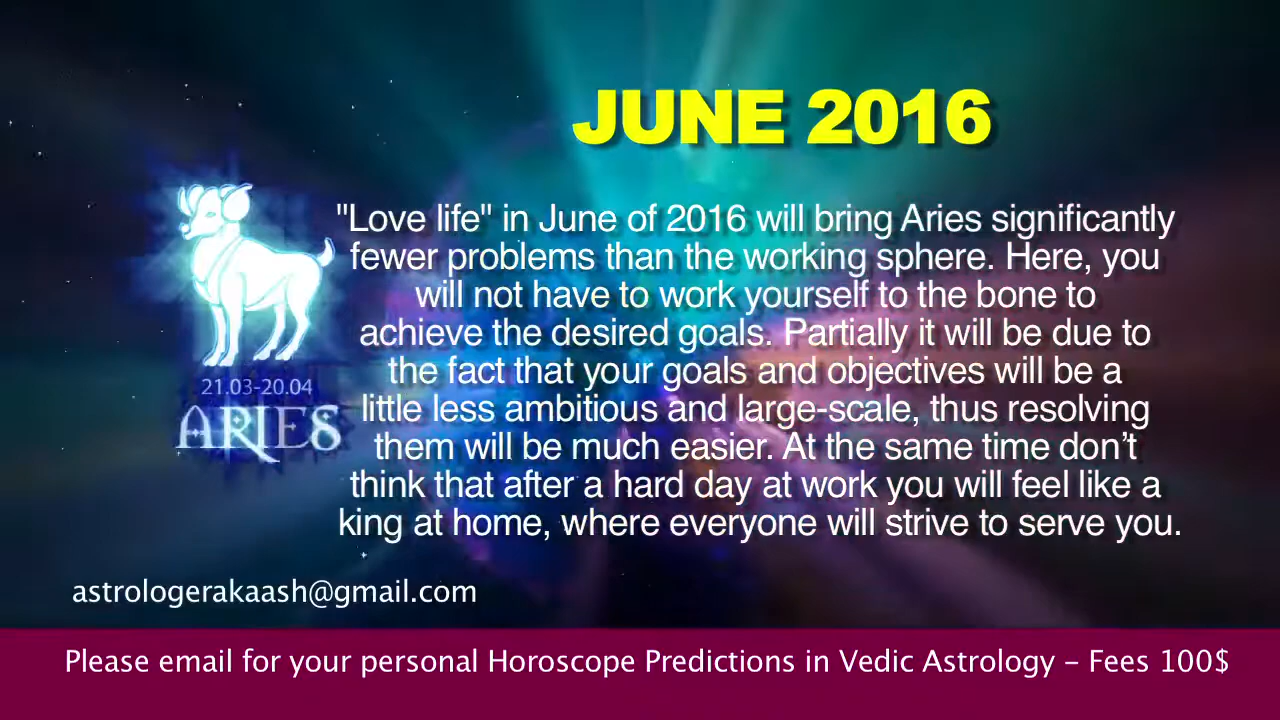 JUNE 2016
"Love life" in June of 2016 will bring Aries significantly
fewer problems than the working sphere. Here, you
will not have to work yourself to the bone to
achieve the desired goals. Partially it will be due to
the fact that your goals and objectives will be a
little less ambitious and large-scale, thus resolving
them will be much easier. At the same time don’t
think that after a hard day at work you will feel like a
king at home, where everyone will strive to serve you.
21.03-20.04
ARIES
astrologerakaash@gmail.com
Please email for your personal Horoscope Predictions in Vedic Astrology – Fees 100$